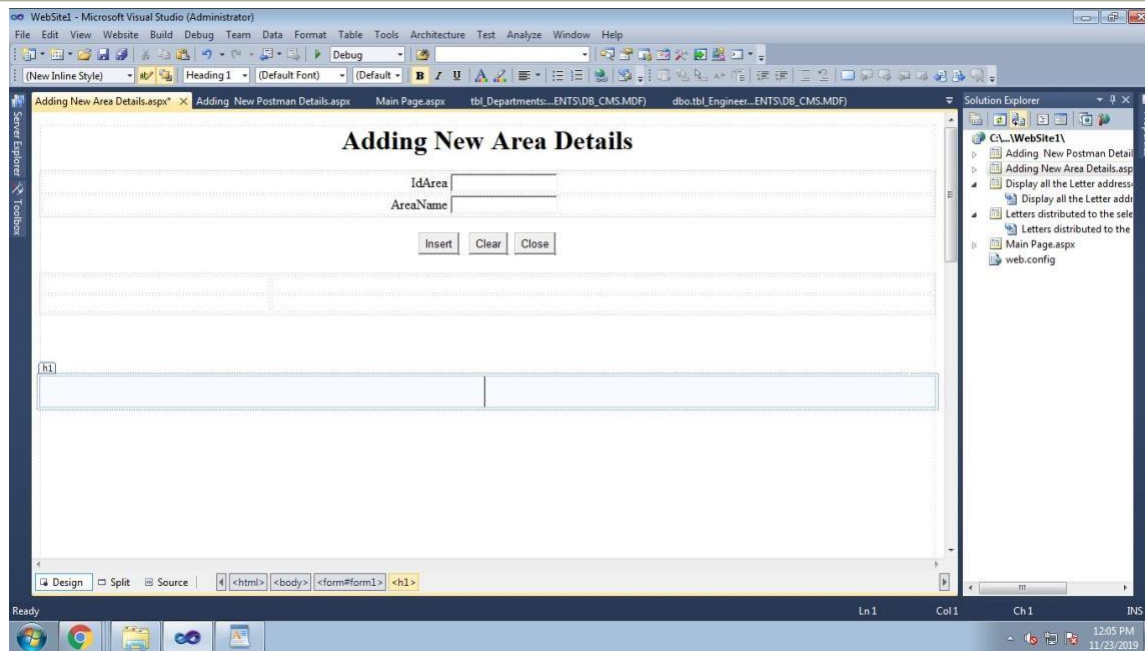 WebSite1 - Microsoft Visual Studio (Administrator)
File Edit View Website Build Debug Team Data Format Table Tools Architecture Test Analyze Window Help
Debug
(New Inline Style) Heading 1 (Default Font) (Default B I U A
Adding New Area Details.aspx* Adding New Postman Details.aspx Main Page.aspx tbl_Departments:...ENTS\DB_CMS.MDF) dbo.tbl_Engineer...ENTS\DB_CMS.MDF)
Server Explorer
Toolbox
Adding New Area Details
IdArea
AreaName
Insert Clear Close
h1
Solution Explorer
C:\...\WebSite1\
Adding New Postman Detail
Adding New Area Details.asp
Display all the Letter address
Display all the Letter addr
Letters distributed to the sele
Letters distributed to the
Main Page.aspx
web.config
Design Split Source <html> <body> <form#form1> <h1>
Ready Ln 1 Col 1 Ch 1 INS
12:05 PM
11/23/2019